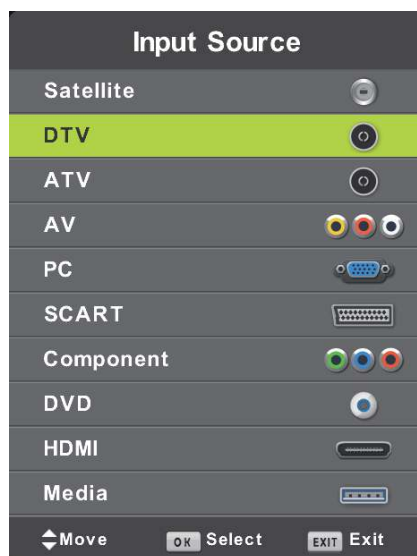 Input Source
Satellite
DTV
ATV
AV
PC
SCART
Component
DVD
HDMI
Media
Move OK Select EXIT Exit